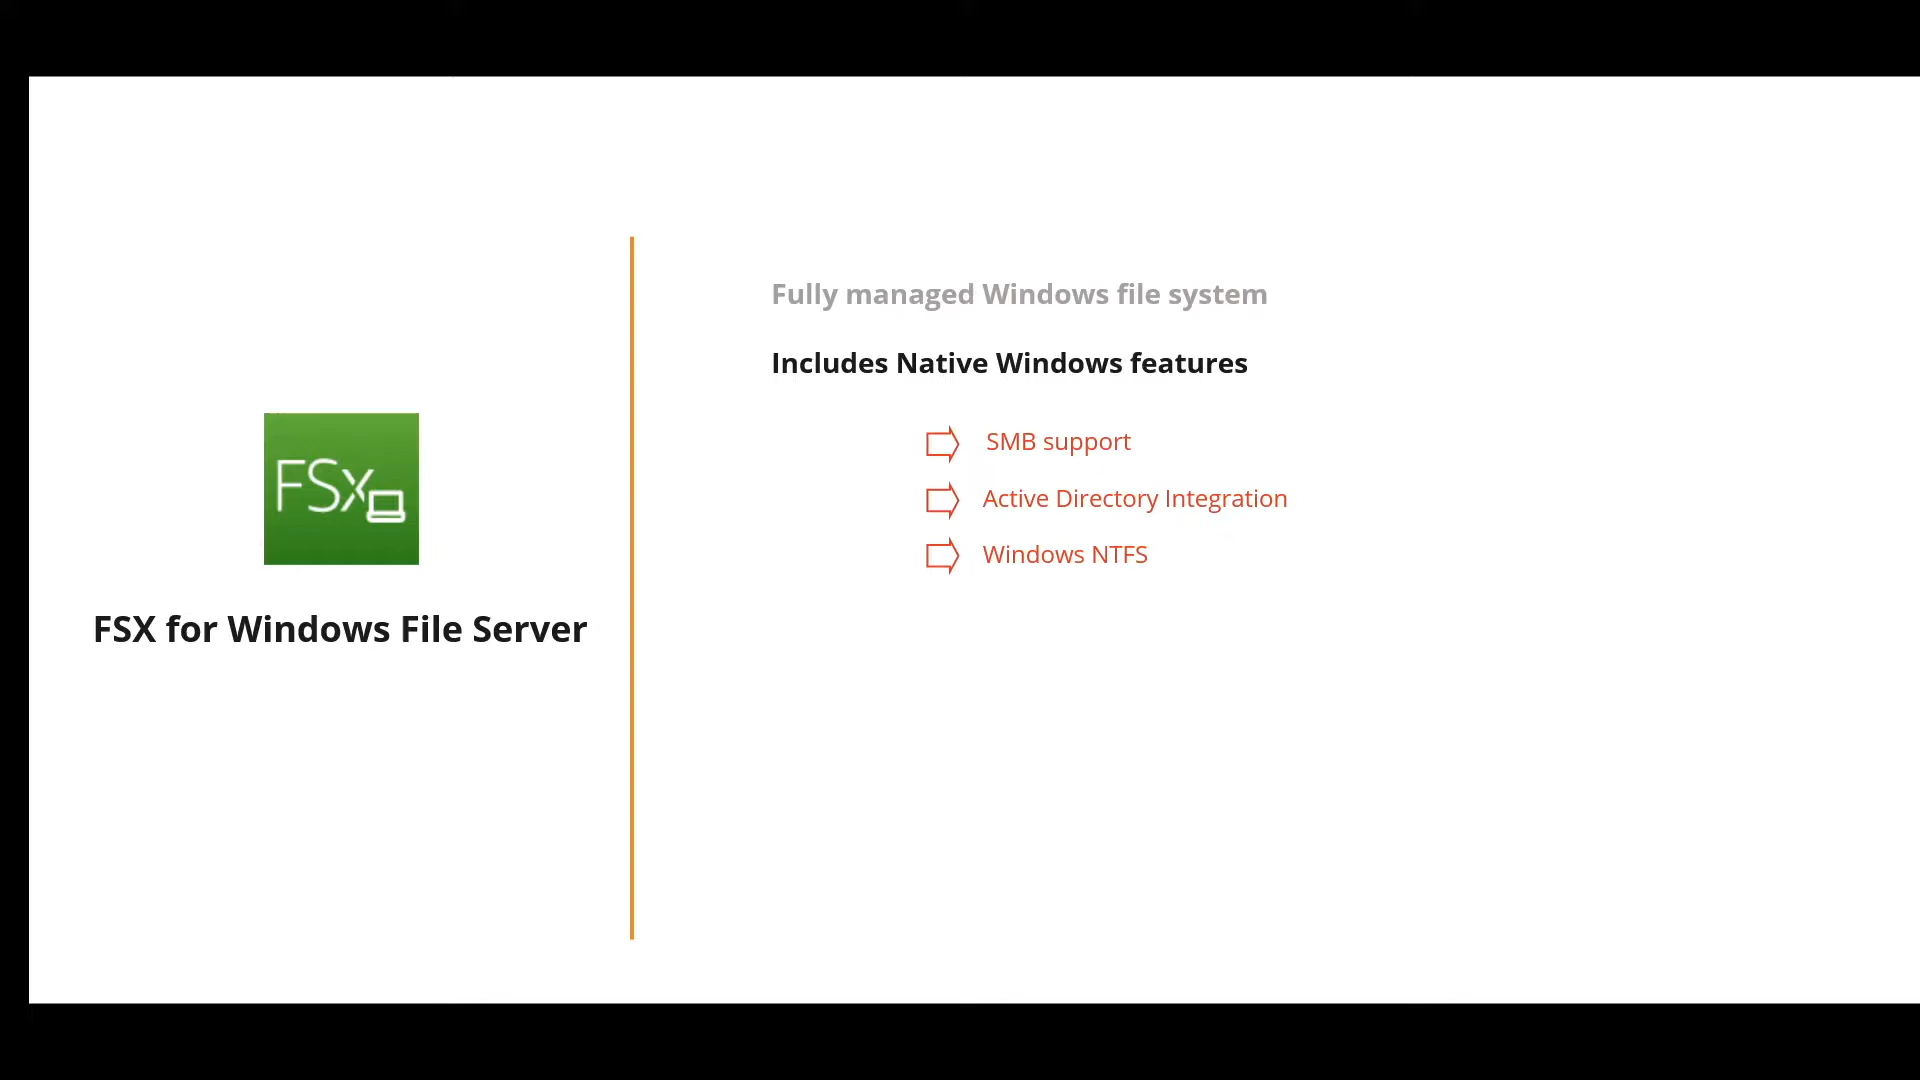 Fully managed Windows file system
Includes Native Windows features
SMB support
Active Directory Integration
Windows NTFS
FSx
FSX for Windows File Server